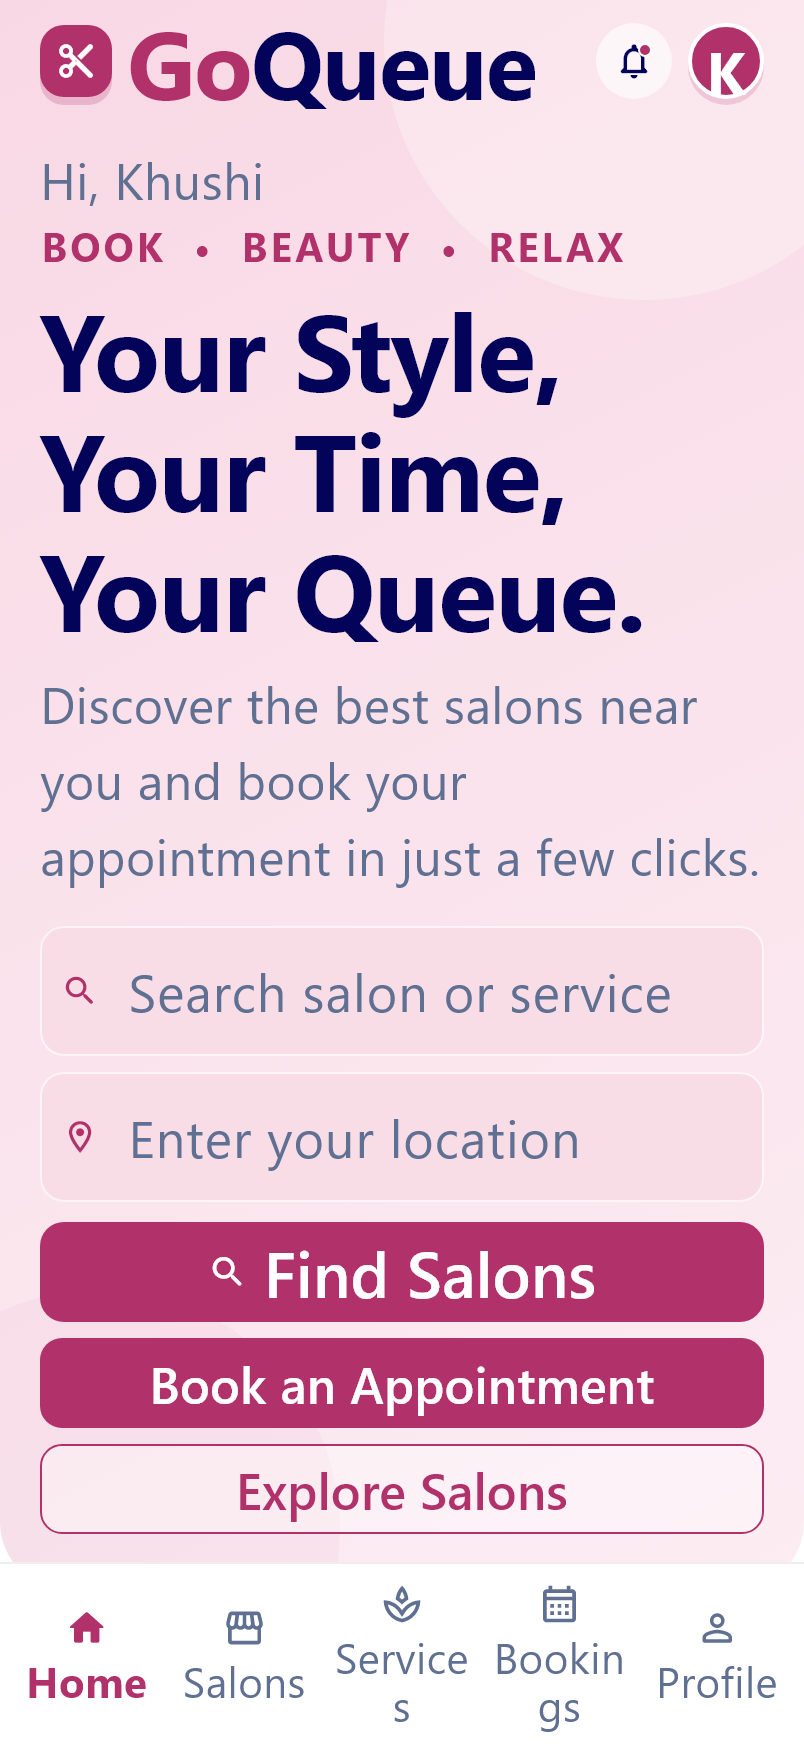 GoQueue
K
Hi, Khushi
BOOK • BEAUTY • RELAX
Your Style,
Your Time,
Your Queue.
Discover the best salons near
you and book your
appointment in just a few clicks.
Search salon or service
Enter your location
Find Salons
Book an Appointment
Explore Salons
Home
Salons
Service
s
Bookin
gs
Profile